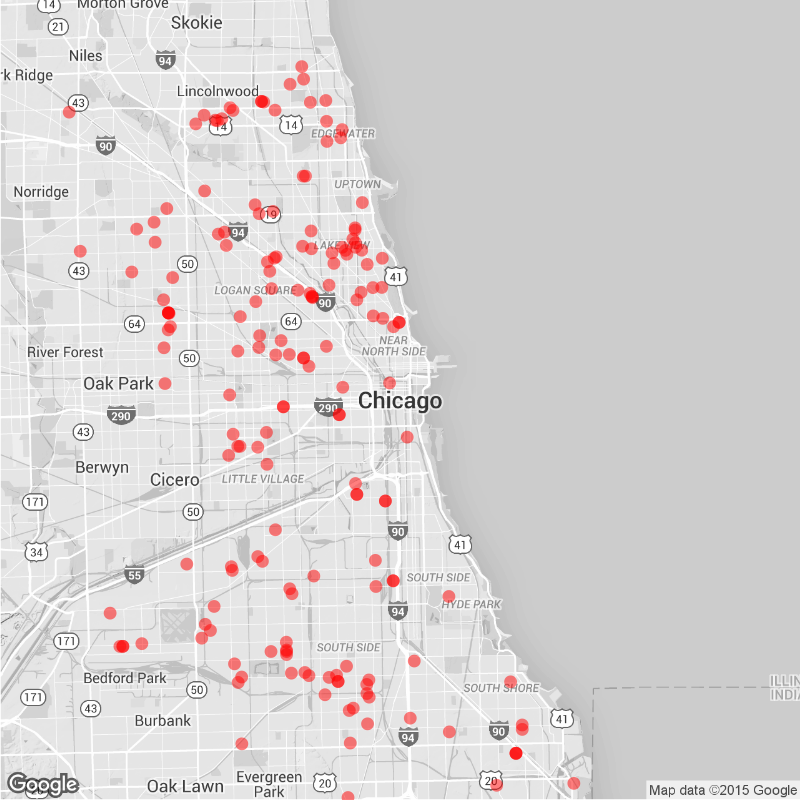 14
Morton Grove
21
Skokie
Niles
94
rk Ridge
Lincolnwood
43
14
14
EDGEWATER
90
Norridge
UPTOWN
19
94
LAKE VIEW
50
43
41
LOGAN SQUARE
90
64
64
NEAR
NORTH SIDE
River Forest
50
Oak Park
290
290
Chicago
43
Berwyn
Cicero
LITTLE VILLAGE
171
50
90
34
41
55
SOUTH SIDE
HYDE PARK
94
171
SOUTH SIDE
Bedford Park
50
SOUTH SHORE
ILLIN
INDIA
171
43
Burbank
41
90
94
Oak Lawn
Evergreen
Park
20
20
Google
Map data ©2015 Google